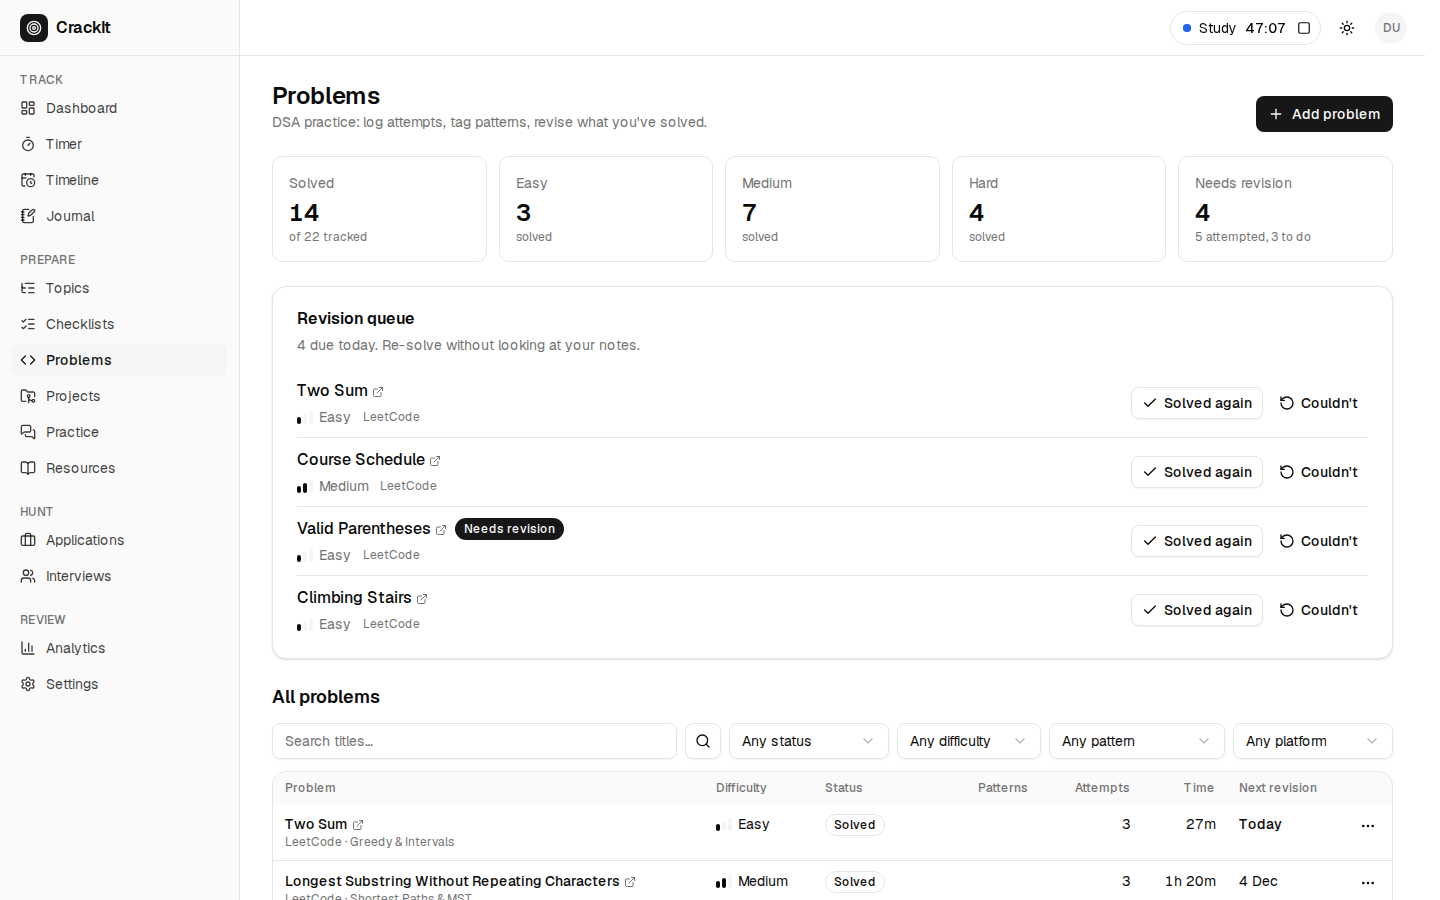 CrackIt
Study 47:07
DU
TRACK
Dashboard
Timer
Timeline
Journal
PREPARE
Topics
Checklists
Problems
Projects
Practice
Resources
HUNT
Applications
Interviews
REVIEW
Analytics
Settings
Problems
DSA practice: log attempts, tag patterns, revise what you've solved.
Add problem
Solved
14
of 22 tracked
Easy
3
solved
Medium
7
solved
Hard
4
solved
Needs revision
4
5 attempted, 3 to do
Revision queue
4 due today. Re-solve without looking at your notes.
Two Sum
Easy LeetCode
Solved again Couldn't
Course Schedule
Medium LeetCode
Solved again Couldn't
Valid Parentheses Needs revision
Easy LeetCode
Solved again Couldn't
Climbing Stairs
Easy LeetCode
Solved again Couldn't
All problems
Search titles... Any status Any difficulty Any pattern Any platform
Problem Difficulty Status Patterns Attempts Time Next revision
Two Sum Easy Solved 3 27m Today
LeetCode · Greedy & Intervals
Longest Substring Without Repeating Characters Medium Solved 3 1h 20m 4 Dec
LeetCode · Shortest Paths & MST